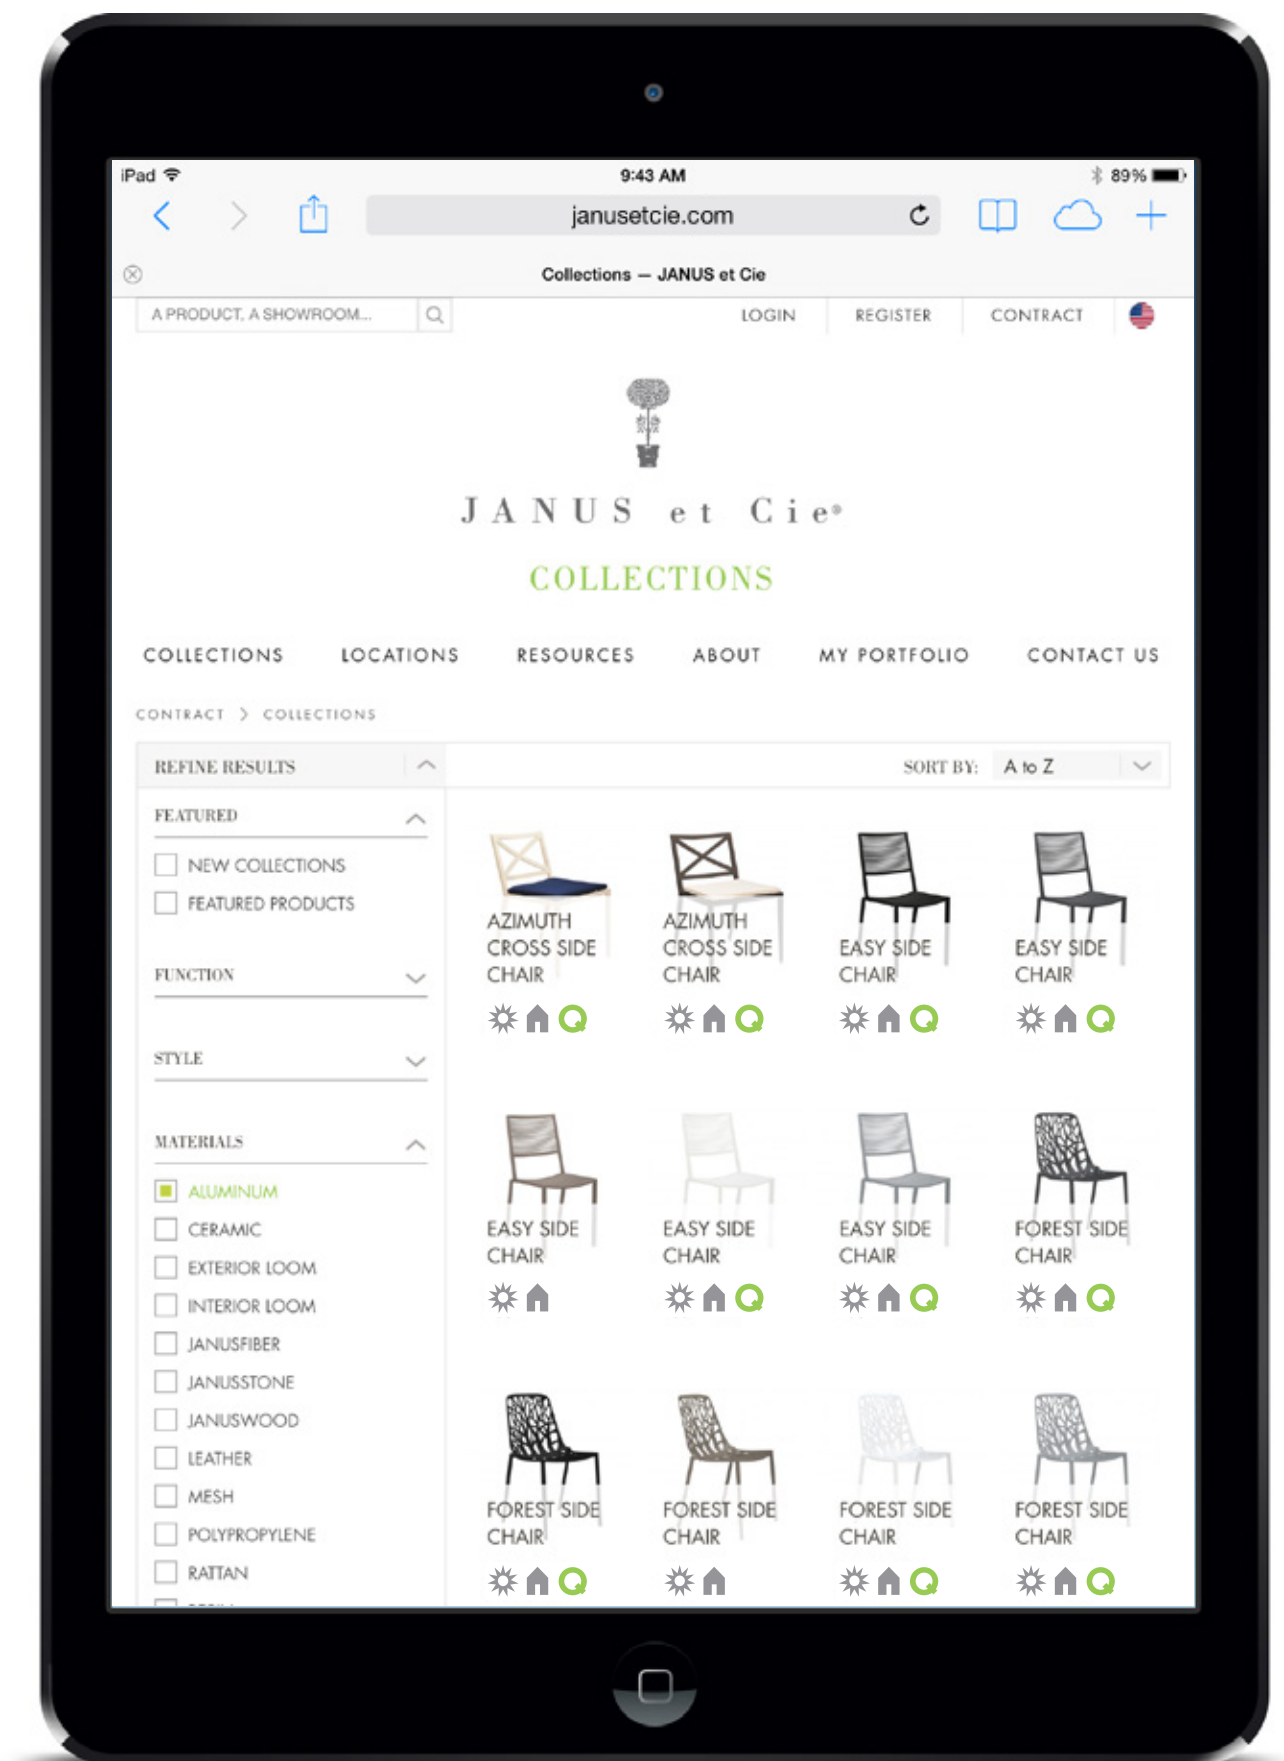 iPad 9:43 AM 89%
janusetcie.com
Collections — JANUS et Cie
A PRODUCT, A SHOWROOM... LOGIN REGISTER CONTRACT
JANUS et Cie®
COLLECTIONS
COLLECTIONS LOCATIONS RESOURCES ABOUT MY PORTFOLIO CONTACT US
CONTRACT > COLLECTIONS
REFINE RESULTS SORT BY: A to Z
FEATURED
NEW COLLECTIONS
FEATURED PRODUCTS
FUNCTION
STYLE
MATERIALS
ALUMINUM
CERAMIC
EXTERIOR LOOM
INTERIOR LOOM
JANUSFIBER
JANUSSTONE
JANUSWOOD
LEATHER
MESH
POLYPROPYLENE
RATTAN
AZIMUTH
CROSS SIDE
CHAIR
Q
AZIMUTH
CROSS SIDE
CHAIR
Q
EASY SIDE
CHAIR
Q
EASY SIDE
CHAIR
Q
EASY SIDE
CHAIR
EASY SIDE
CHAIR
Q
EASY SIDE
CHAIR
Q
FOREST SIDE
CHAIR
Q
FOREST SIDE
CHAIR
Q
FOREST SIDE
CHAIR
FOREST SIDE
CHAIR
Q
FOREST SIDE
CHAIR
Q